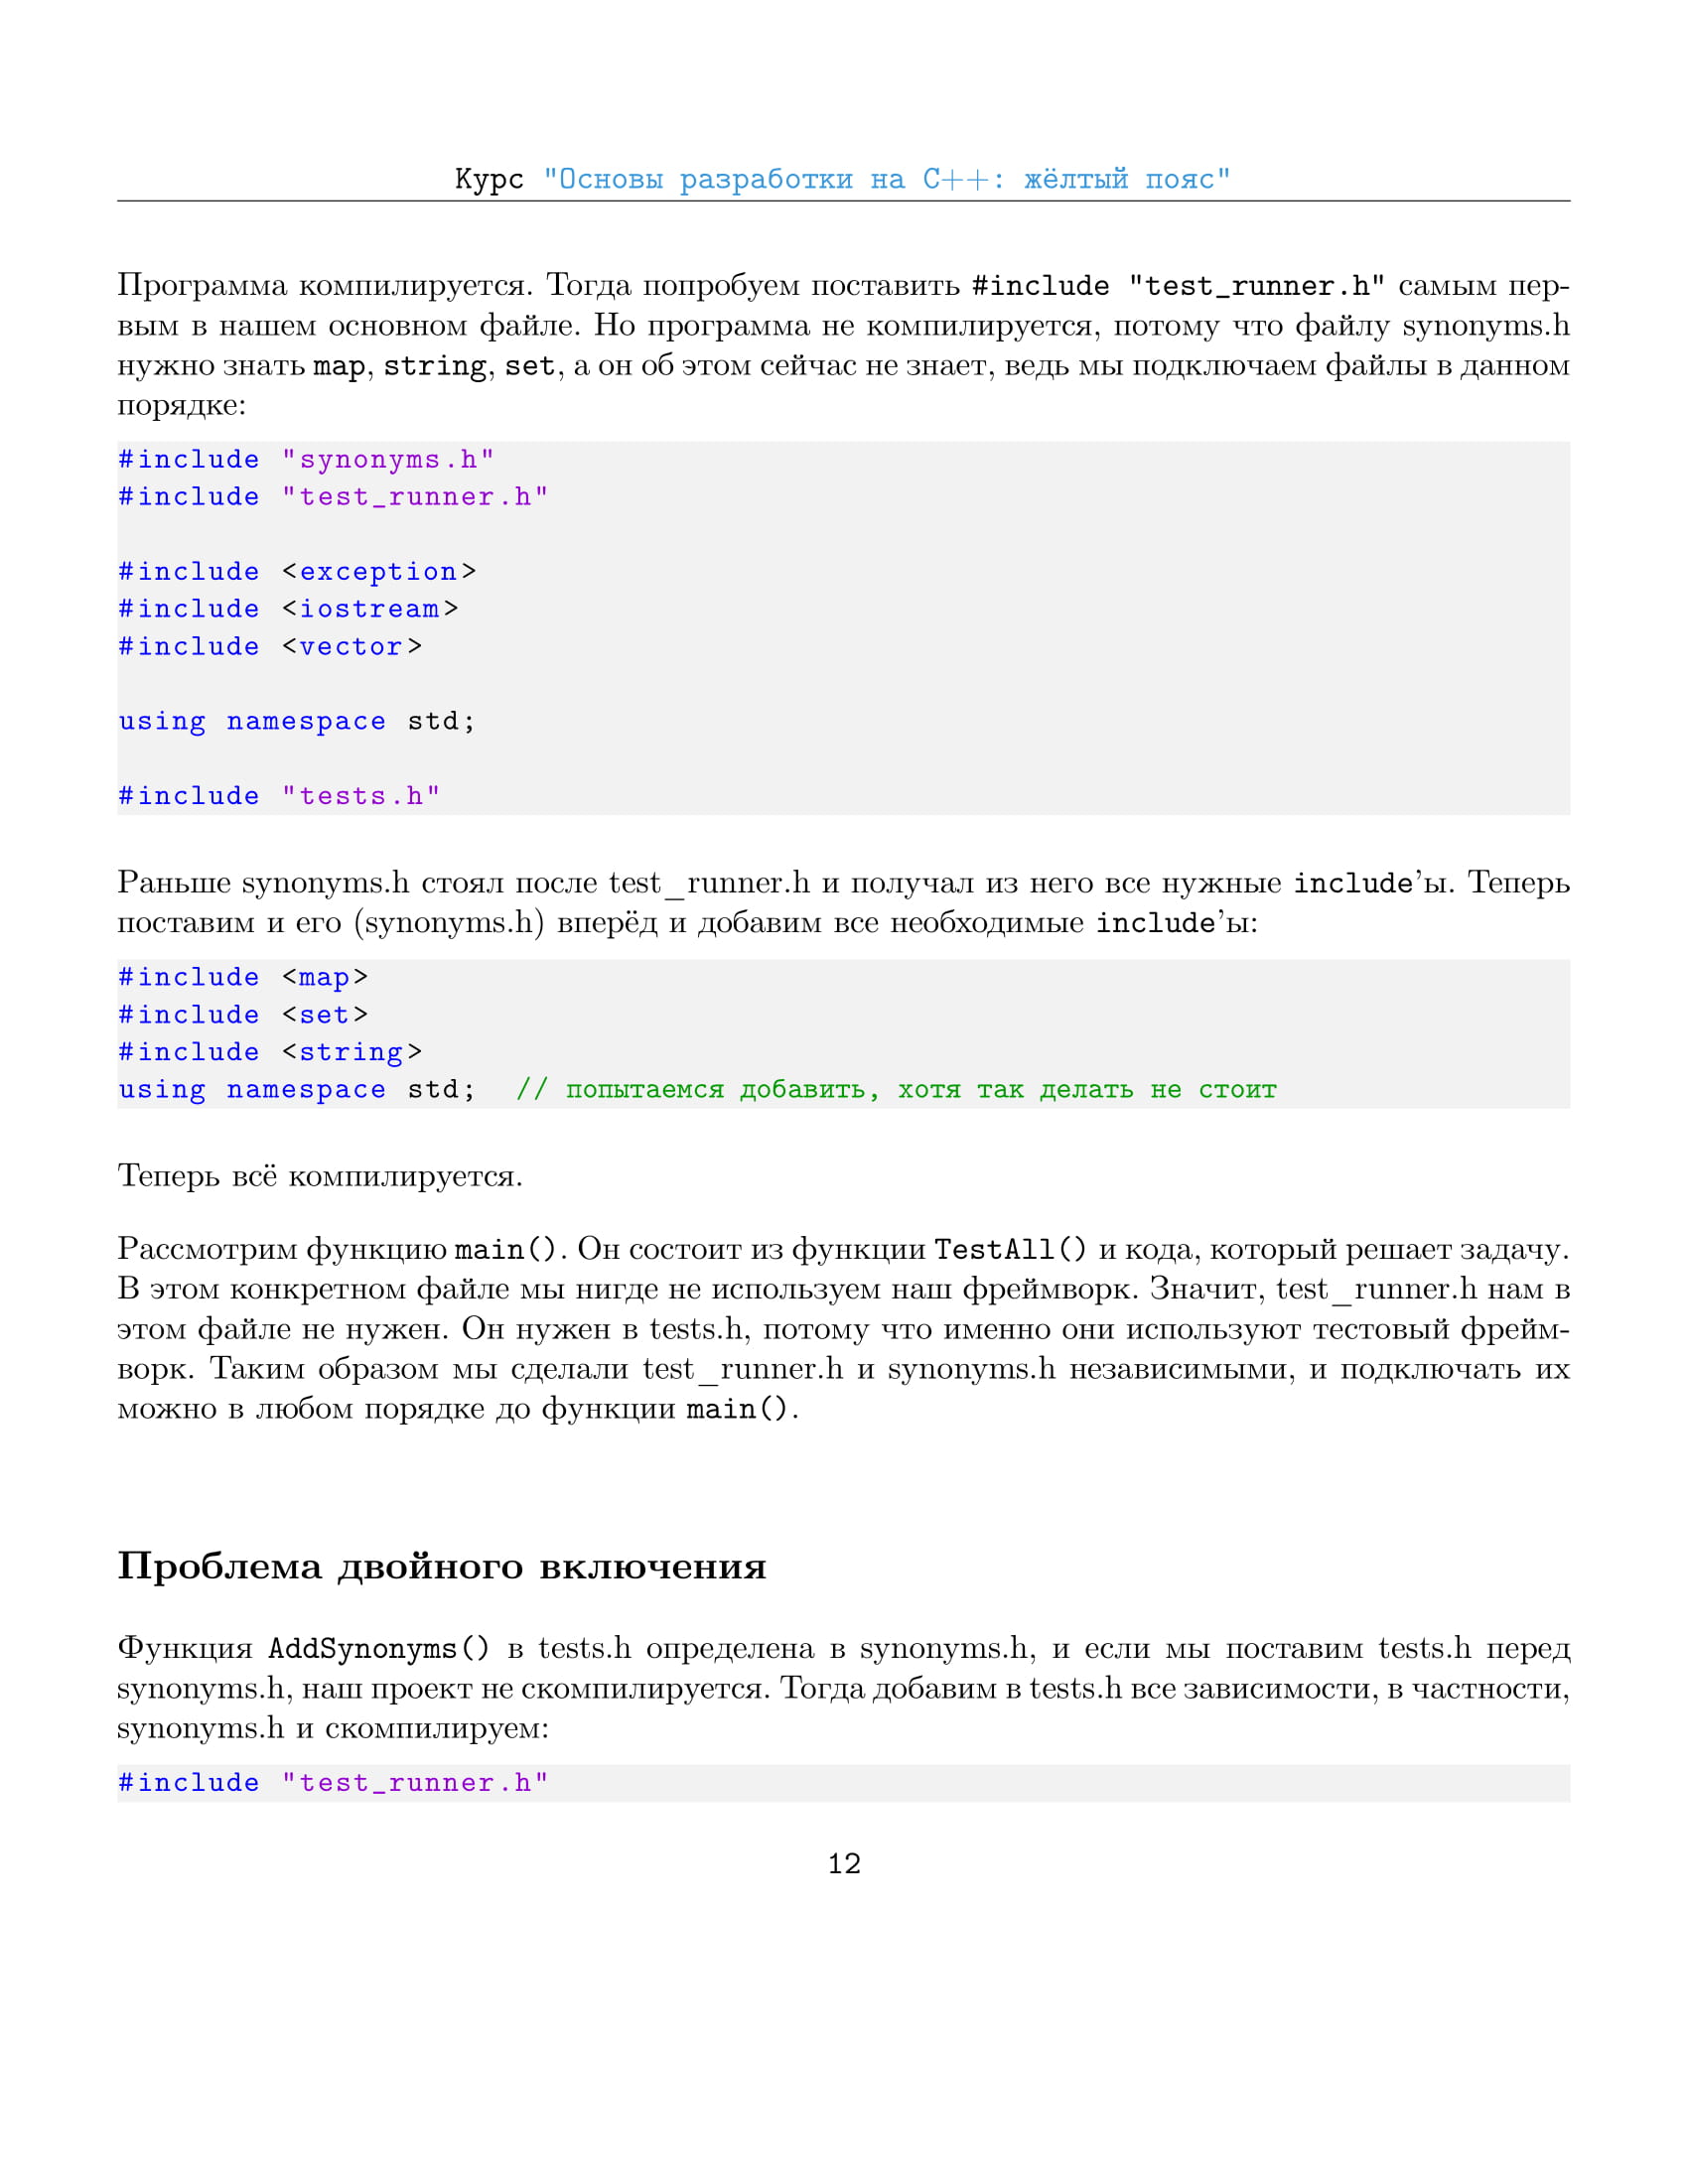 Курс "Основы разработки на C++: жёлтый пояс"
Программа компилируется. Тогда попробуем поставить #include "test_runner.h" самым пер-
вым в нашем основном файле. Но программа не компилируется, потому что файлу synonyms.h
нужно знать map, string, set, а он об этом сейчас не знает, ведь мы подключаем файлы в данном
порядке:
#include "synonyms.h"
#include "test_runner.h"
#include <exception>
#include <iostream>
#include <vector>
using namespace std;
#include "tests.h"
Раньше synonyms.h стоял после test_runner.h и получал из него все нужные include’ы. Теперь
поставим и его (synonyms.h) вперёд и добавим все необходимые include’ы:
#include <map>
#include <set>
#include <string>
using namespace std;  // попытаемся добавить, хотя так делать не стоит
Теперь всё компилируется.
Рассмотрим функцию main(). Он состоит из функции TestAll() и кода, который решает задачу.
В этом конкретном файле мы нигде не используем наш фреймворк. Значит, test_runner.h нам в
этом файле не нужен. Он нужен в tests.h, потому что именно они используют тестовый фрейм-
ворк. Таким образом мы сделали test_runner.h и synonyms.h независимыми, и подключать их
можно в любом порядке до функции main().
Проблема двойного включения
Функция AddSynonyms() в tests.h определена в synonyms.h, и если мы поставим tests.h перед
synonyms.h, наш проект не скомпилируется. Тогда добавим в tests.h все зависимости, в частности,
synonyms.h и скомпилируем:
#include "test_runner.h"
12